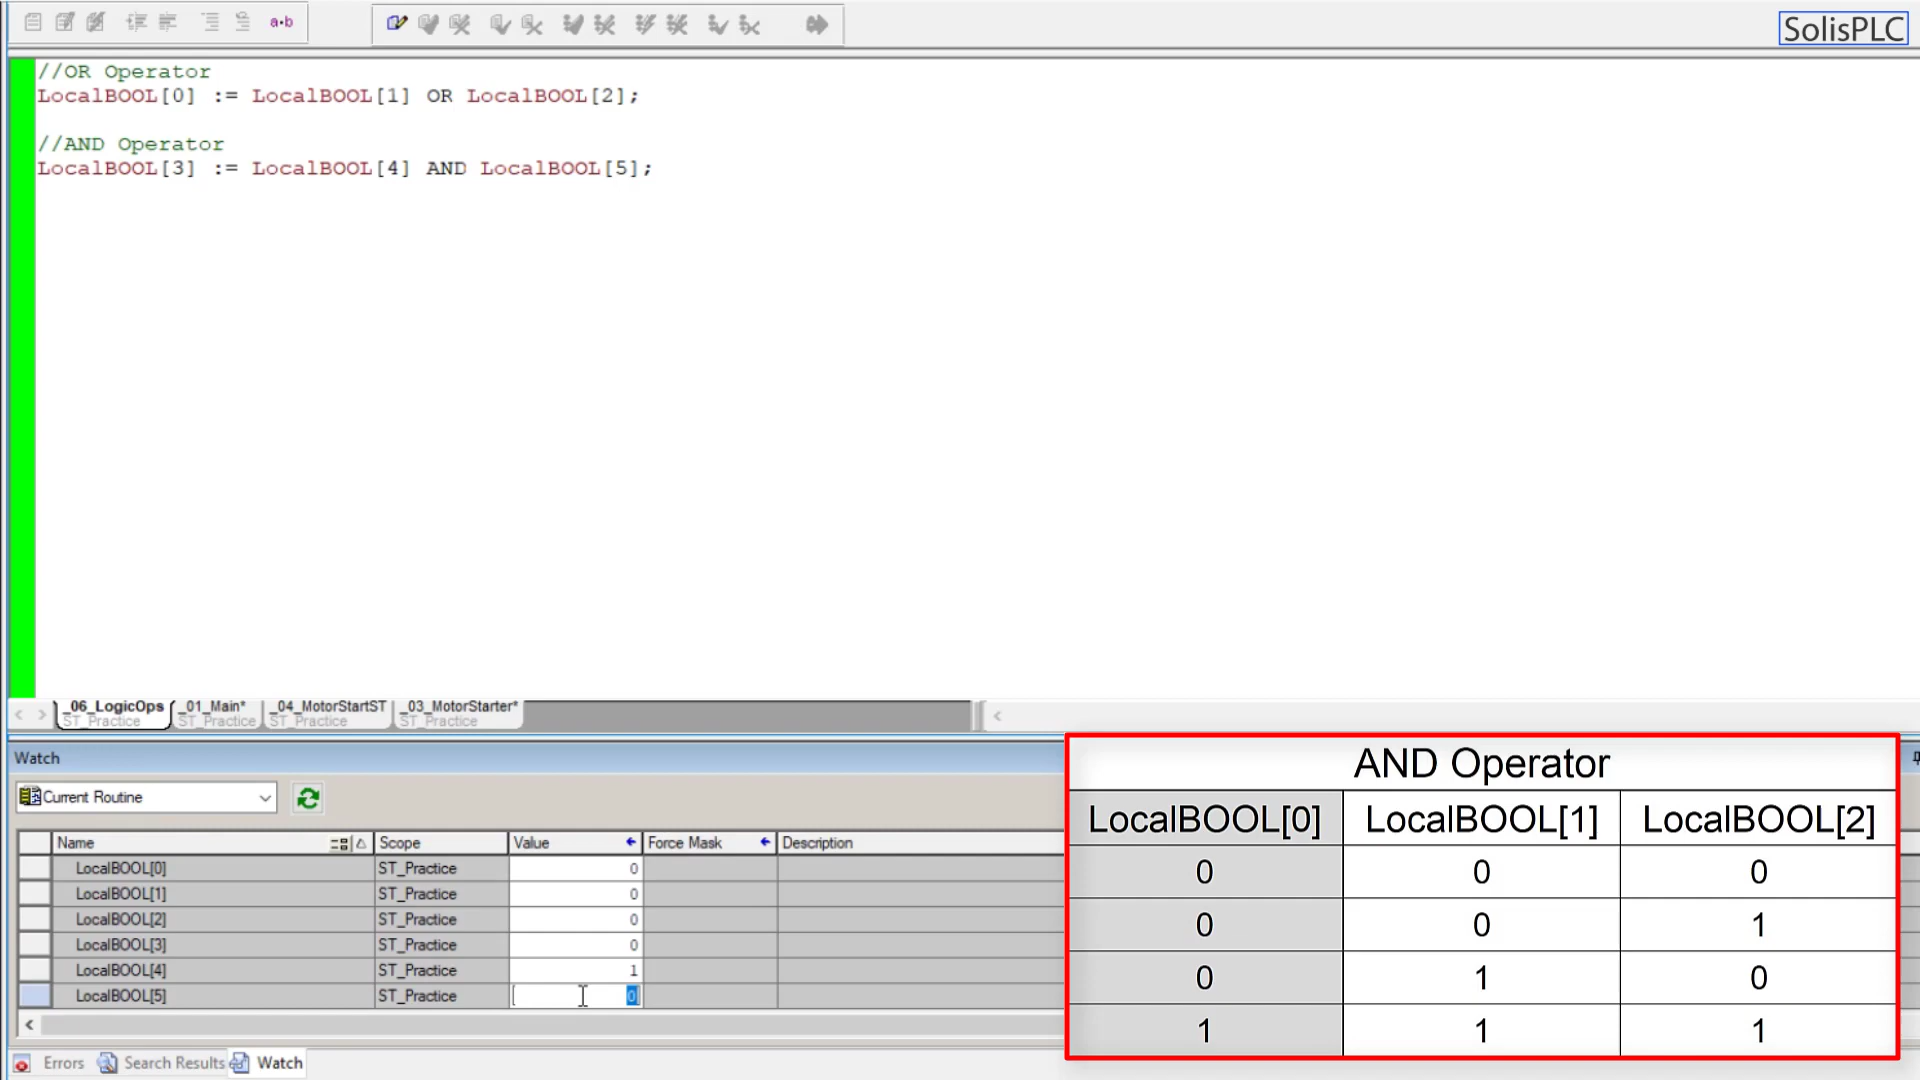 a•b
SolisPLC
//OR Operator
LocalBOOL[0] := LocalBOOL[1] OR LocalBOOL[2];
//AND Operator
LocalBOOL[3] := LocalBOOL[4] AND LocalBOOL[5];
_06_LogicOps _01_Main* _04_MotorStartST _03_MotorStarter*
ST_Practice ST_Practice ST_Practice ST_Practice
Watch
Current Routine
Name Scope Value Force Mask Description
LocalBOOL[0] ST_Practice 0
LocalBOOL[1] ST_Practice 0
LocalBOOL[2] ST_Practice 0
LocalBOOL[3] ST_Practice 0
LocalBOOL[4] ST_Practice 1
LocalBOOL[5] ST_Practice 0
AND Operator
LocalBOOL[0] LocalBOOL[1] LocalBOOL[2]
0 0 0
0 0 1
0 1 0
1 1 1
Errors Search Results Watch